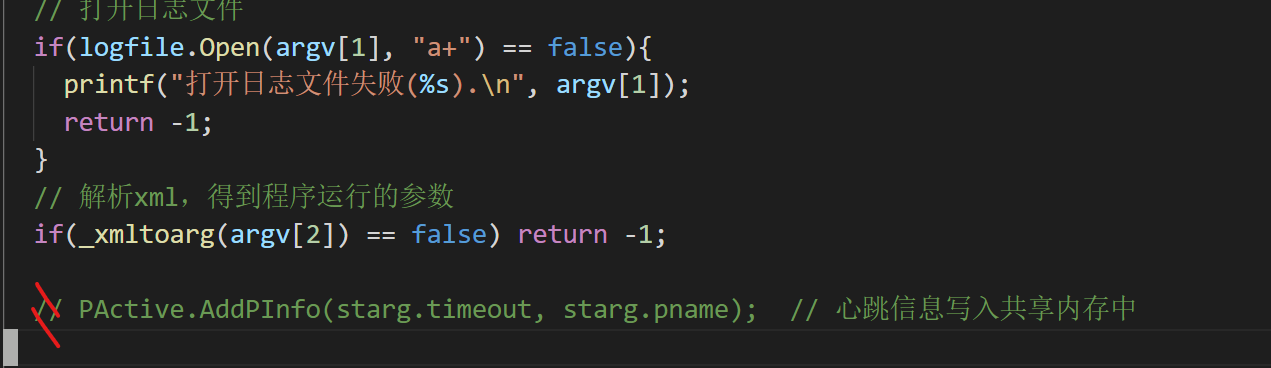 // 打开日志文件
if(logfile.Open(argv[1], "a+") == false){
printf("打开日志文件失败(%s).\n", argv[1]);
return -1;
}
// 解析xml，得到程序运行的参数
if(_xmltoarg(argv[2]) == false) return -1;
// PActive.AddPInfo(starg.timeout, starg.pname);  // 心跳信息写入共享内存中